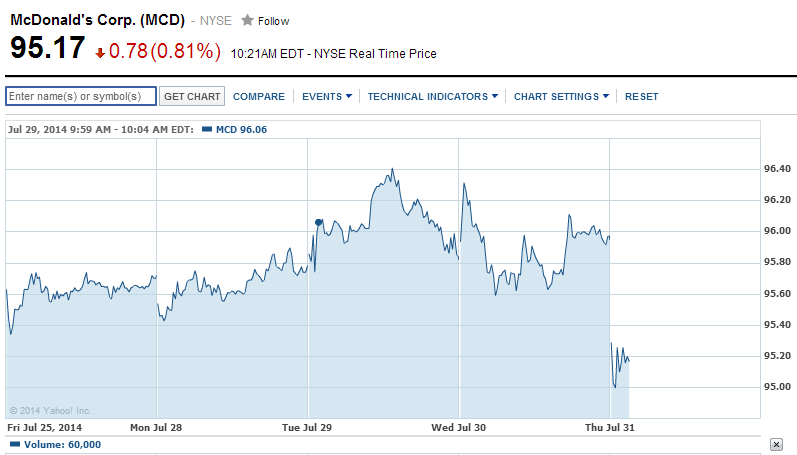 McDonald's Corp. (MCD) - NYSE ★ Follow
95.17 0.78(0.81%) 10:21AM EDT - NYSE Real Time Price
Enter name(s) or symbol(s) GET CHART COMPARE EVENTS TECHNICAL INDICATORS CHART SETTINGS RESET
Jul 29, 2014 9:59 AM - 10:04 AM EDT: MCD 96.06
96.40
96.20
96.00
95.80
95.60
95.40
95.20
95.00
© 2014 Yahoo! Inc.
Fri Jul 25, 2014 Mon Jul 28 Tue Jul 29 Wed Jul 30 Thu Jul 31
Volume: 60,000